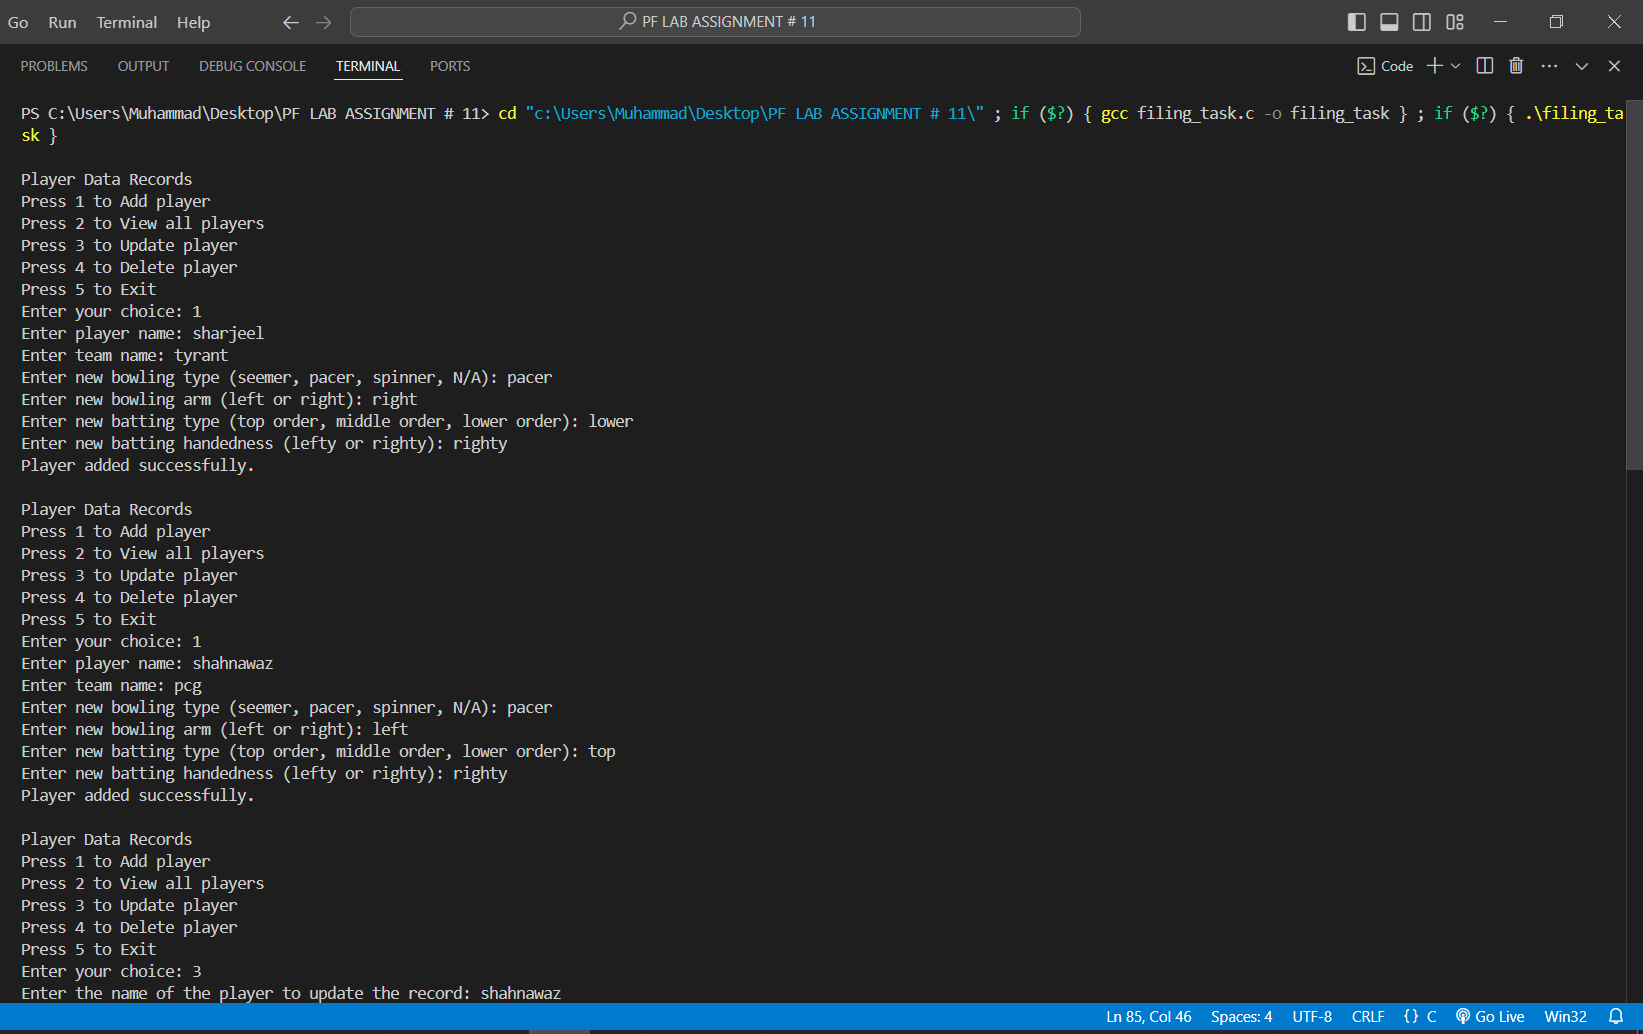 Go Run Terminal Help PF LAB ASSIGNMENT # 11
PROBLEMS OUTPUT DEBUG CONSOLE TERMINAL PORTS Code
PS C:\Users\Muhammad\Desktop\PF LAB ASSIGNMENT # 11> cd "c:\Users\Muhammad\Desktop\PF LAB ASSIGNMENT # 11\" ; if ($?) { gcc filing_task.c -o filing_task } ; if ($?) { .\filing_ta
sk }
Player Data Records
Press 1 to Add player
Press 2 to View all players
Press 3 to Update player
Press 4 to Delete player
Press 5 to Exit
Enter your choice: 1
Enter player name: sharjeel
Enter team name: tyrant
Enter new bowling type (seemer, pacer, spinner, N/A): pacer
Enter new bowling arm (left or right): right
Enter new batting type (top order, middle order, lower order): lower
Enter new batting handedness (lefty or righty): righty
Player added successfully.
Player Data Records
Press 1 to Add player
Press 2 to View all players
Press 3 to Update player
Press 4 to Delete player
Press 5 to Exit
Enter your choice: 1
Enter player name: shahnawaz
Enter team name: pcg
Enter new bowling type (seemer, pacer, spinner, N/A): pacer
Enter new bowling arm (left or right): left
Enter new batting type (top order, middle order, lower order): top
Enter new batting handedness (lefty or righty): righty
Player added successfully.
Player Data Records
Press 1 to Add player
Press 2 to View all players
Press 3 to Update player
Press 4 to Delete player
Press 5 to Exit
Enter your choice: 3
Enter the name of the player to update the record: shahnawaz
Ln 85, Col 46 Spaces: 4 UTF-8 CRLF {} C Go Live Win32